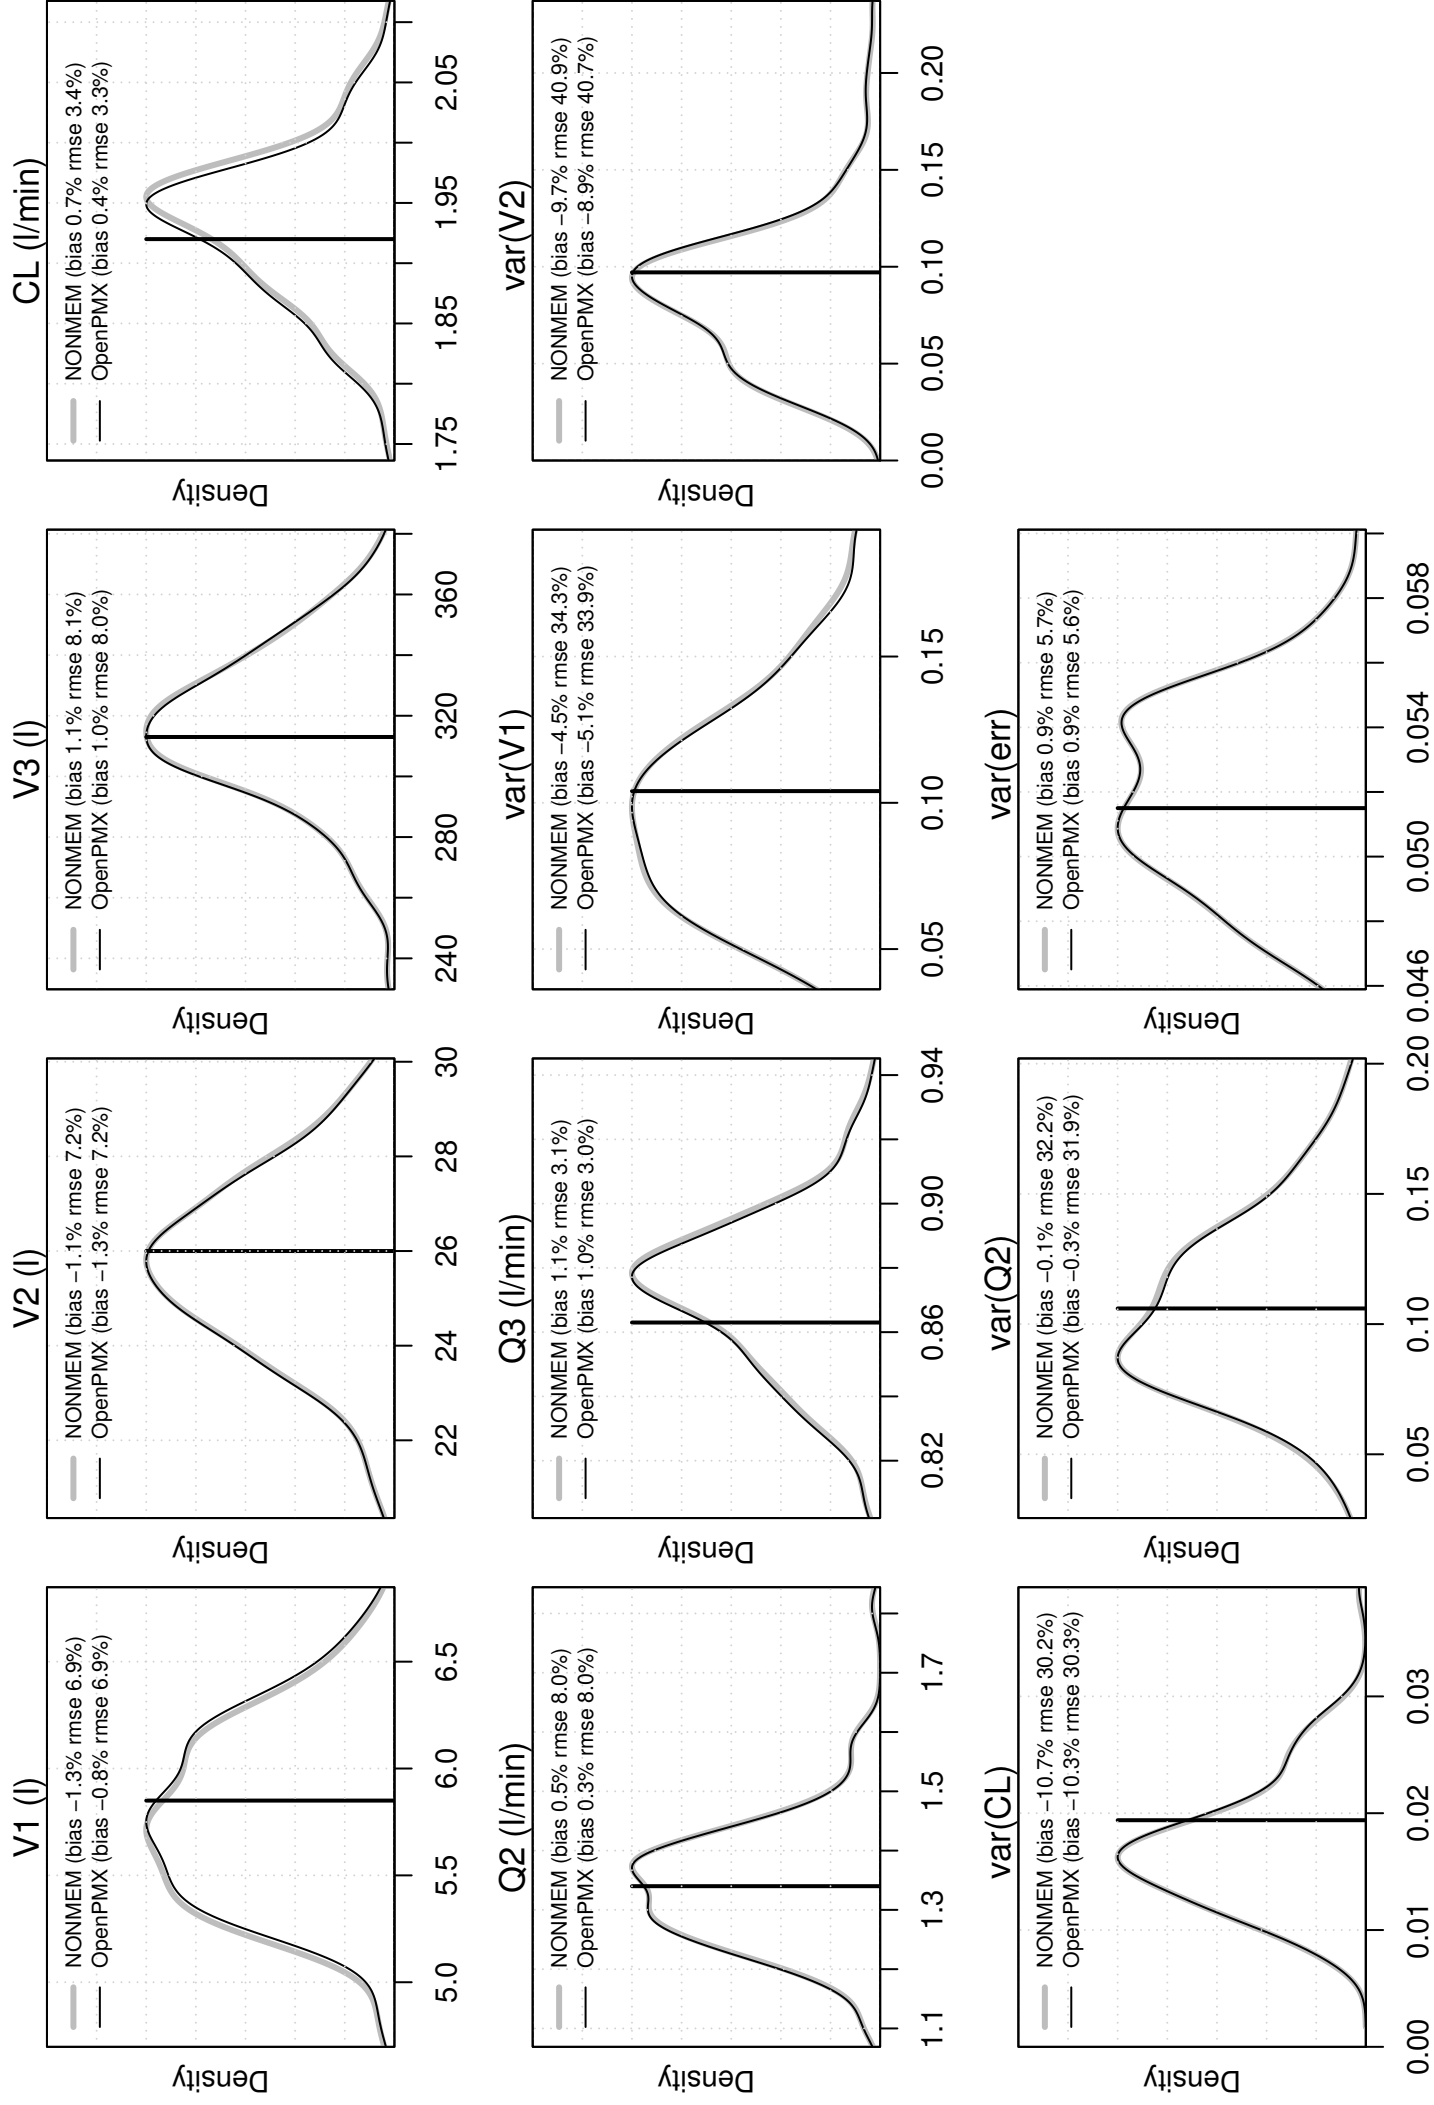 V1 (l)
NONMEM (bias −1.3% rmse 6.9%)
OpenPMX (bias −0.8% rmse 6.9%)
Density
5.0 5.5 6.0 6.5
V2 (l)
NONMEM (bias −1.1% rmse 7.2%)
OpenPMX (bias −1.3% rmse 7.2%)
Density
22 24 26 28 30
V3 (l)
NONMEM (bias 1.1% rmse 8.1%)
OpenPMX (bias 1.0% rmse 8.0%)
Density
240 280 320 360
CL (l/min)
NONMEM (bias 0.7% rmse 3.4%)
OpenPMX (bias 0.4% rmse 3.3%)
Density
1.75 1.85 1.95 2.05
Q2 (l/min)
NONMEM (bias 0.5% rmse 8.0%)
OpenPMX (bias 0.3% rmse 8.0%)
Density
1.1 1.3 1.5 1.7
Q3 (l/min)
NONMEM (bias 1.1% rmse 3.1%)
OpenPMX (bias 1.0% rmse 3.0%)
Density
0.82 0.86 0.90 0.94
var(V1)
NONMEM (bias −4.5% rmse 34.3%)
OpenPMX (bias −5.1% rmse 33.9%)
Density
0.05 0.10 0.15
var(V2)
NONMEM (bias −9.7% rmse 40.9%)
OpenPMX (bias −8.9% rmse 40.7%)
Density
0.00 0.05 0.10 0.15 0.20
var(CL)
NONMEM (bias −10.7% rmse 30.2%)
OpenPMX (bias −10.3% rmse 30.3%)
Density
0.00 0.01 0.02 0.03
var(Q2)
NONMEM (bias −0.1% rmse 32.2%)
OpenPMX (bias −0.3% rmse 31.9%)
Density
0.05 0.10 0.15 0.20
var(err)
NONMEM (bias 0.9% rmse 5.7%)
OpenPMX (bias 0.9% rmse 5.6%)
Density
0.046 0.050 0.054 0.058